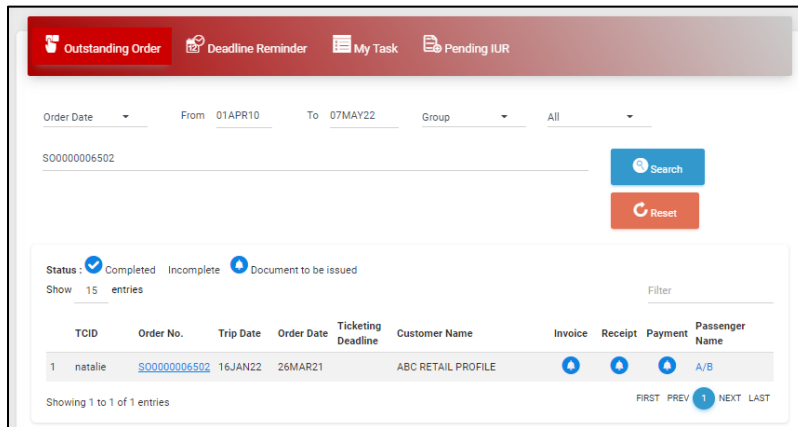 Outstanding Order Deadline Reminder My Task Pending IUR
Order Date From 01APR10 To 07MAY22 Group All
SO0000006502
Search
Reset
Status : Completed Incomplete Document to be issued
Show 15 entries Filter
TCID Order No. Trip Date Order Date Ticketing Deadline Customer Name Invoice Receipt Payment Passenger Name
1 natalie SO0000006502 16JAN22 26MAR21 ABC RETAIL PROFILE A/B
Showing 1 to 1 of 1 entries FIRST PREV 1 NEXT LAST